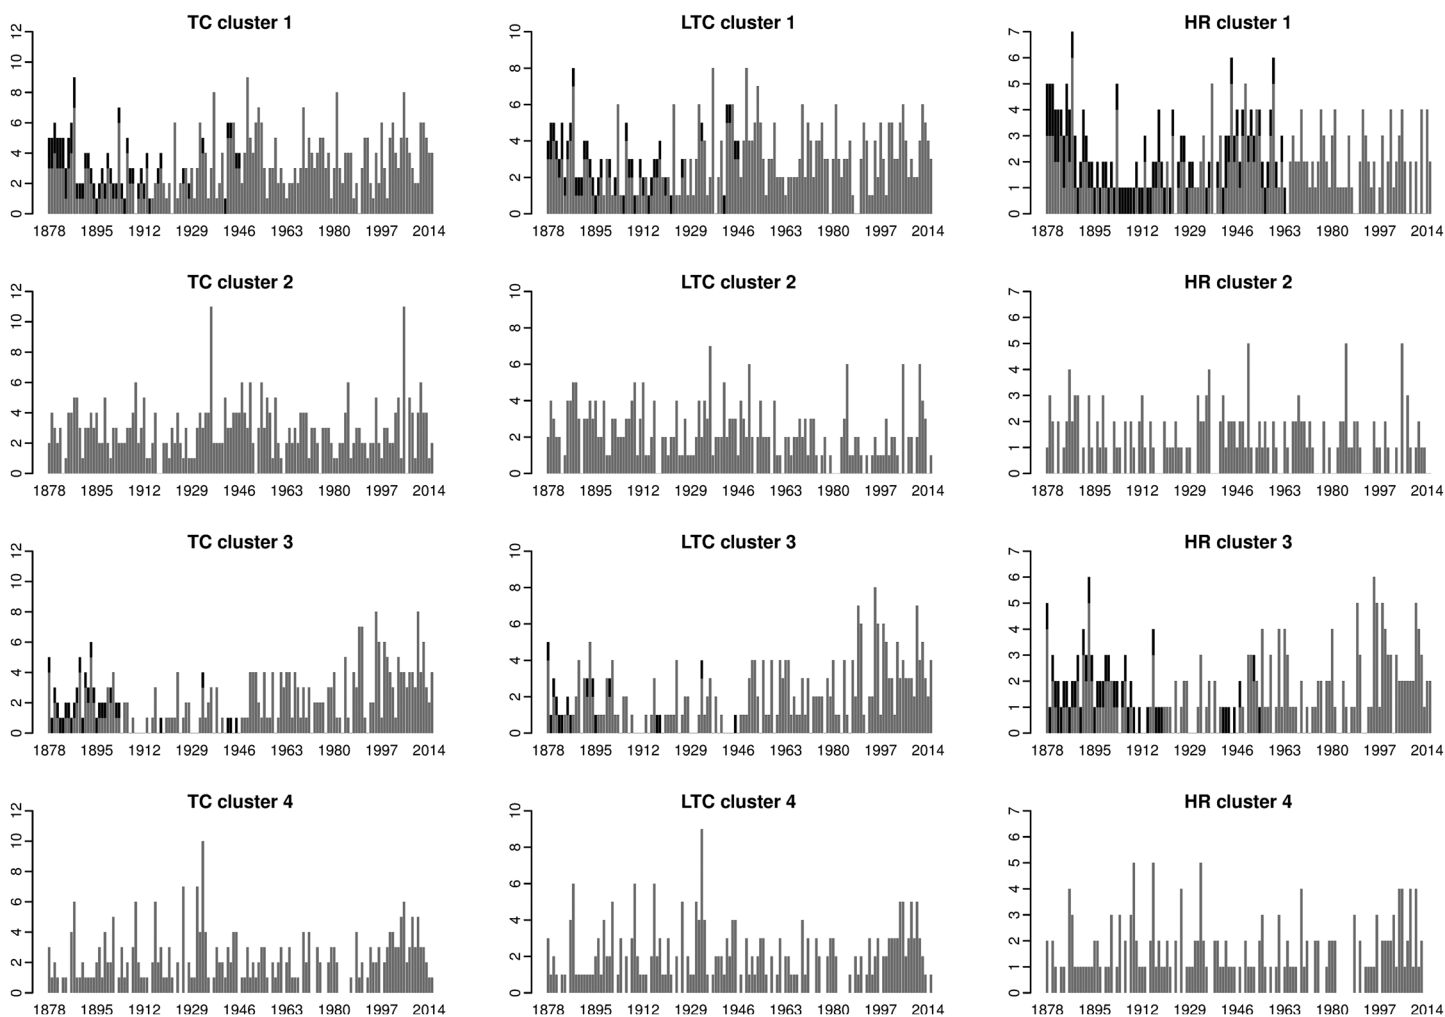 TC cluster 1
0 2 4 6 8 10 12
1878 1895 1912 1929 1946 1963 1980 1997 2014
LTC cluster 1
0 2 4 6 8 10
1878 1895 1912 1929 1946 1963 1980 1997 2014
HR cluster 1
0 1 2 3 4 5 6 7
1878 1895 1912 1929 1946 1963 1980 1997 2014
TC cluster 2
0 2 4 6 8 10 12
1878 1895 1912 1929 1946 1963 1980 1997 2014
LTC cluster 2
0 2 4 6 8 10
1878 1895 1912 1929 1946 1963 1980 1997 2014
HR cluster 2
0 1 2 3 4 5 6 7
1878 1895 1912 1929 1946 1963 1980 1997 2014
TC cluster 3
0 2 4 6 8 10 12
1878 1895 1912 1929 1946 1963 1980 1997 2014
LTC cluster 3
0 2 4 6 8 10
1878 1895 1912 1929 1946 1963 1980 1997 2014
HR cluster 3
0 1 2 3 4 5 6 7
1878 1895 1912 1929 1946 1963 1980 1997 2014
TC cluster 4
0 2 4 6 8 10 12
1878 1895 1912 1929 1946 1963 1980 1997 2014
LTC cluster 4
0 2 4 6 8 10
1878 1895 1912 1929 1946 1963 1980 1997 2014
HR cluster 4
0 1 2 3 4 5 6 7
1878 1895 1912 1929 1946 1963 1980 1997 2014